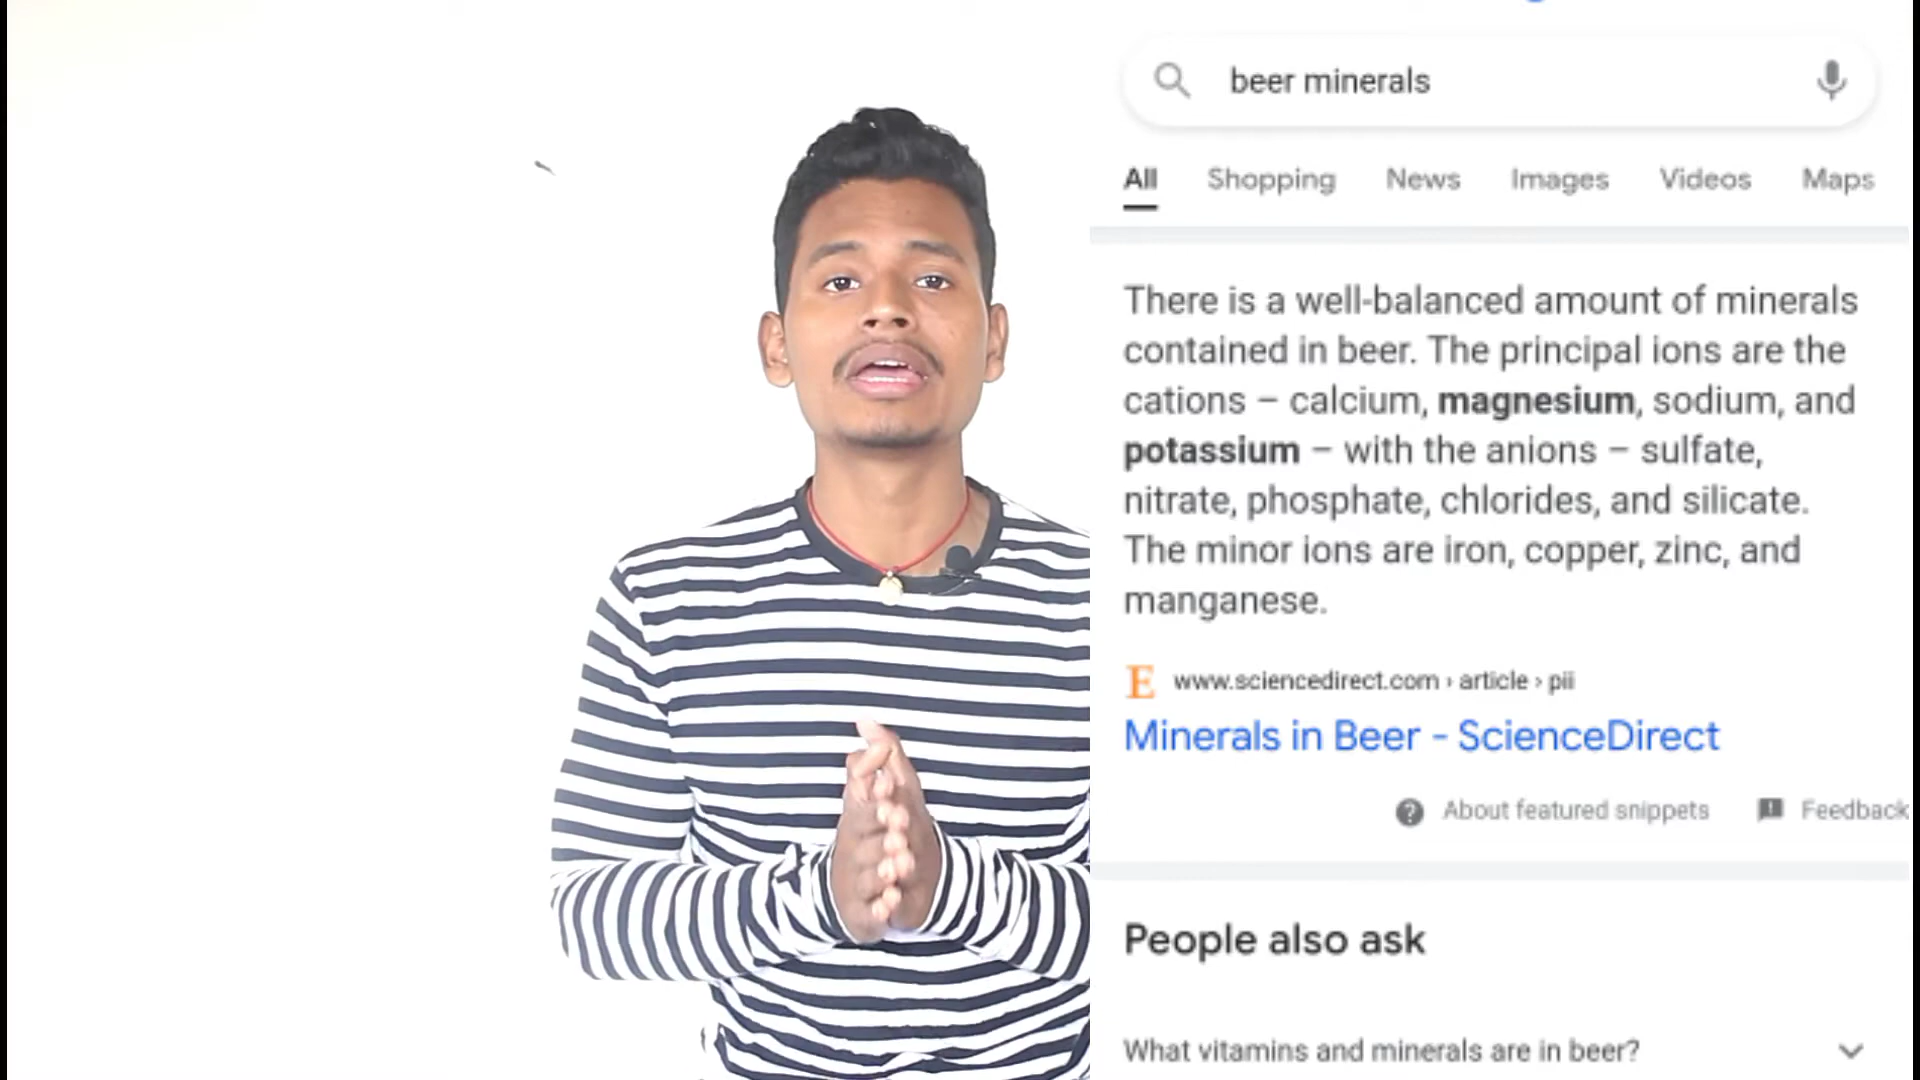 beer minerals
All Shopping News Images Videos Maps
There is a well-balanced amount of minerals
contained in beer. The principal ions are the
cations – calcium, magnesium, sodium, and
potassium – with the anions – sulfate,
nitrate, phosphate, chlorides, and silicate.
The minor ions are iron, copper, zinc, and
manganese.
E www.sciencedirect.com › article › pii
Minerals in Beer - ScienceDirect
About featured snippets Feedback
People also ask
What vitamins and minerals are in beer?